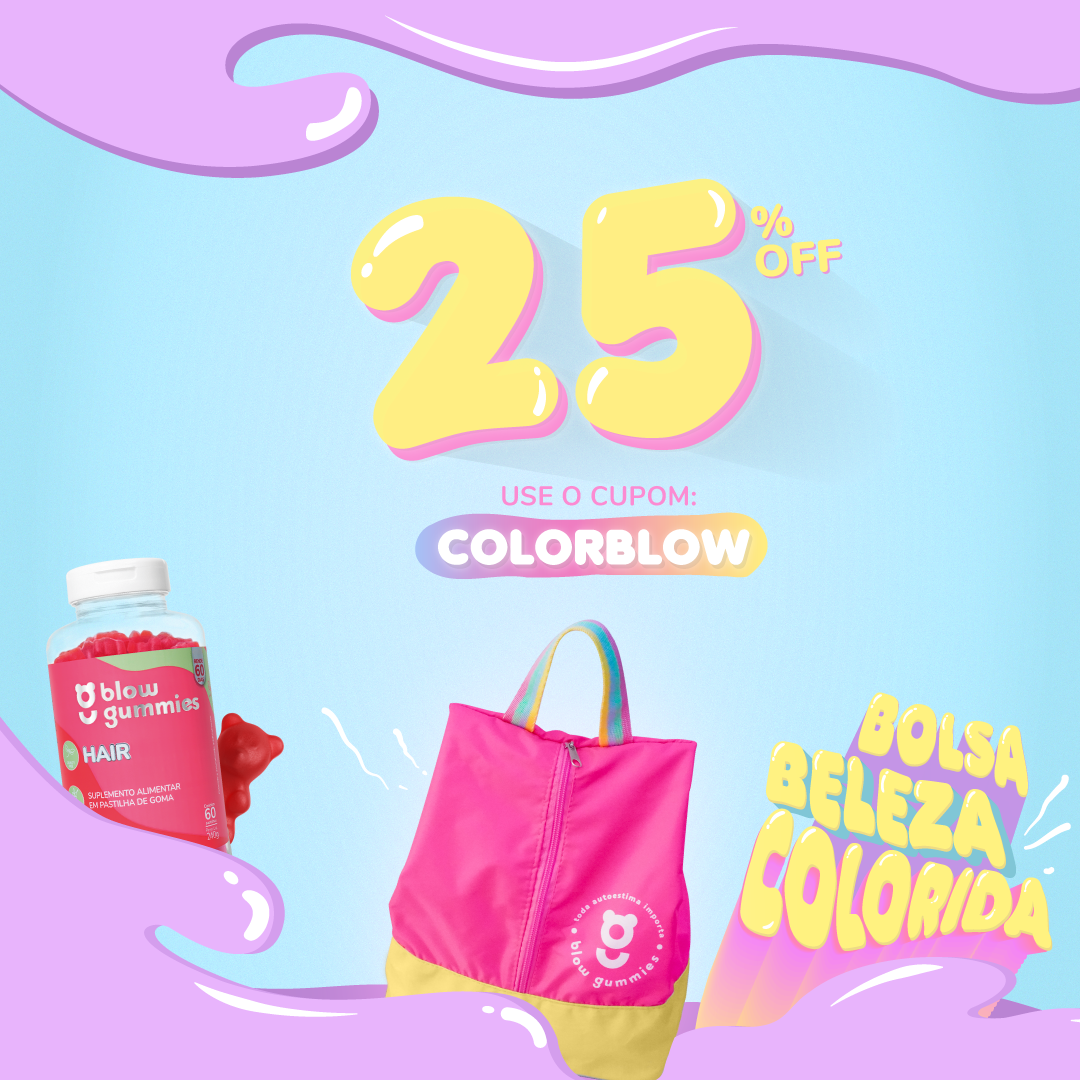 25
%
OFF
USE O CUPOM:
COLORBLOW
blow
gummies
60
HAIR
SUPLEMENTO ALIMENTAR
EM PASTILHA DE GOMA
60
toda autoestima importa
blow gummies
BOLSA
BELEZA
COLORIDA